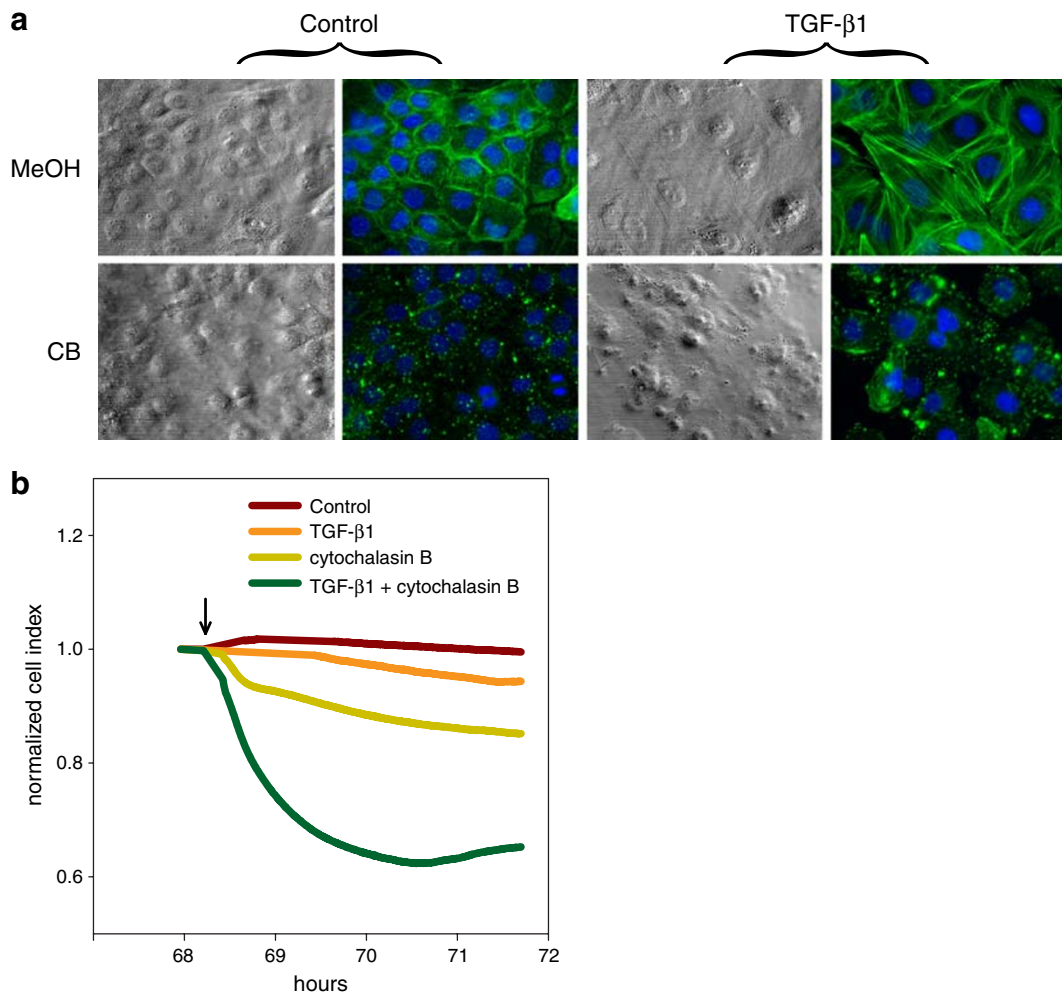 a
Control
TGF-β1
MeOH
CB
b
Control
TGF-β1
cytochalasin B
TGF-β1 + cytochalasin B
1.2
1.0
0.8
0.6
normalized cell index
68
69
70
71
72
hours